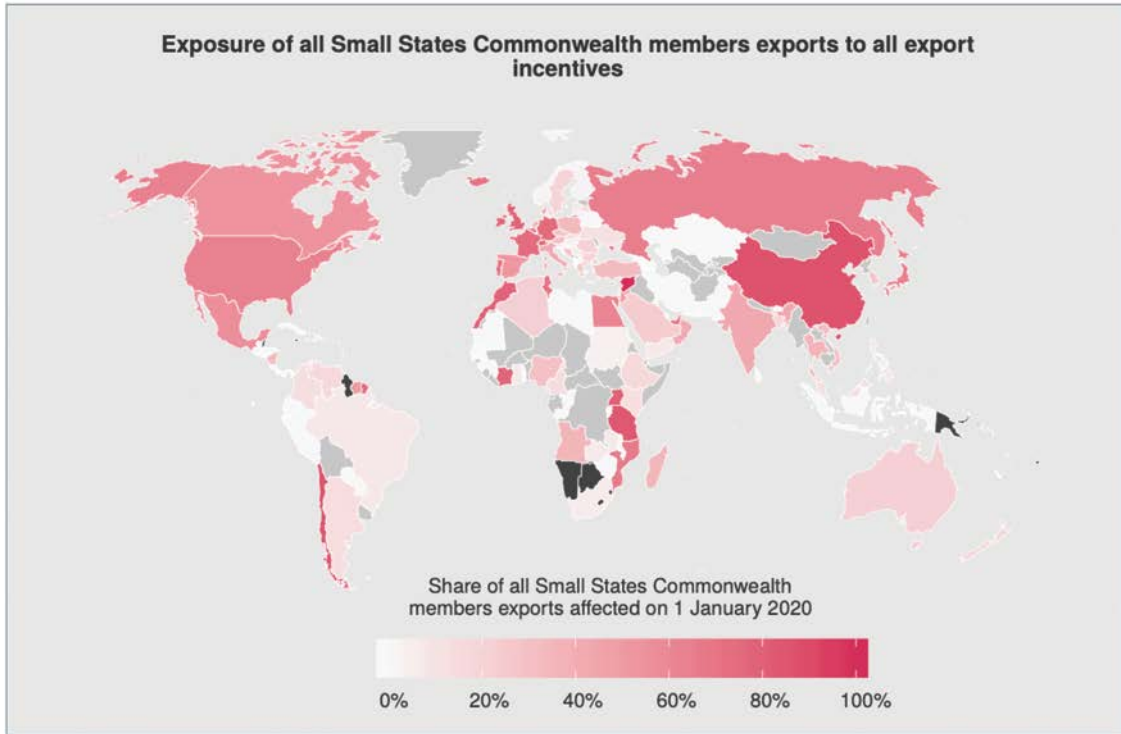 Exposure of all Small States Commonwealth members exports to all export
incentives
Share of all Small States Commonwealth
members exports affected on 1 January 2020
0% 20% 40% 60% 80% 100%